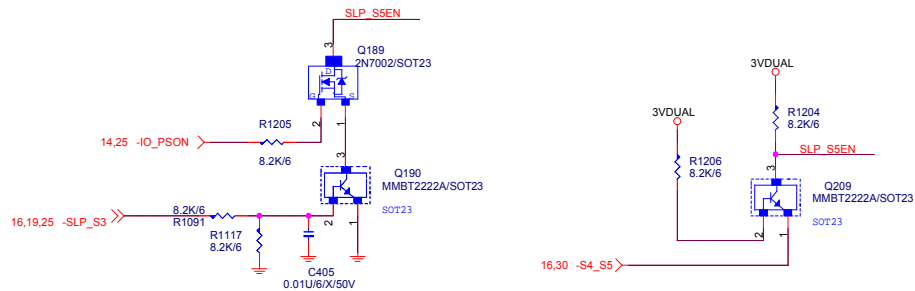 SLP_S5EN
3
Q189
2N7002/SOT23
D
G
S
2
1
14,25 -IO_PSON
R1205
8.2K/6
3
Q190
MMBT2222A/SOT23
SOT23
2
1
16,19,25 -SLP_S3
8.2K/6
R1091
R1117
8.2K/6
C405
0.01U/6/X/50V
3VDUAL
R1204
8.2K/6
3VDUAL
R1206
8.2K/6
SLP_S5EN
3
Q209
MMBT2222A/SOT23
SOT23
2
1
16,30 -S4_S5